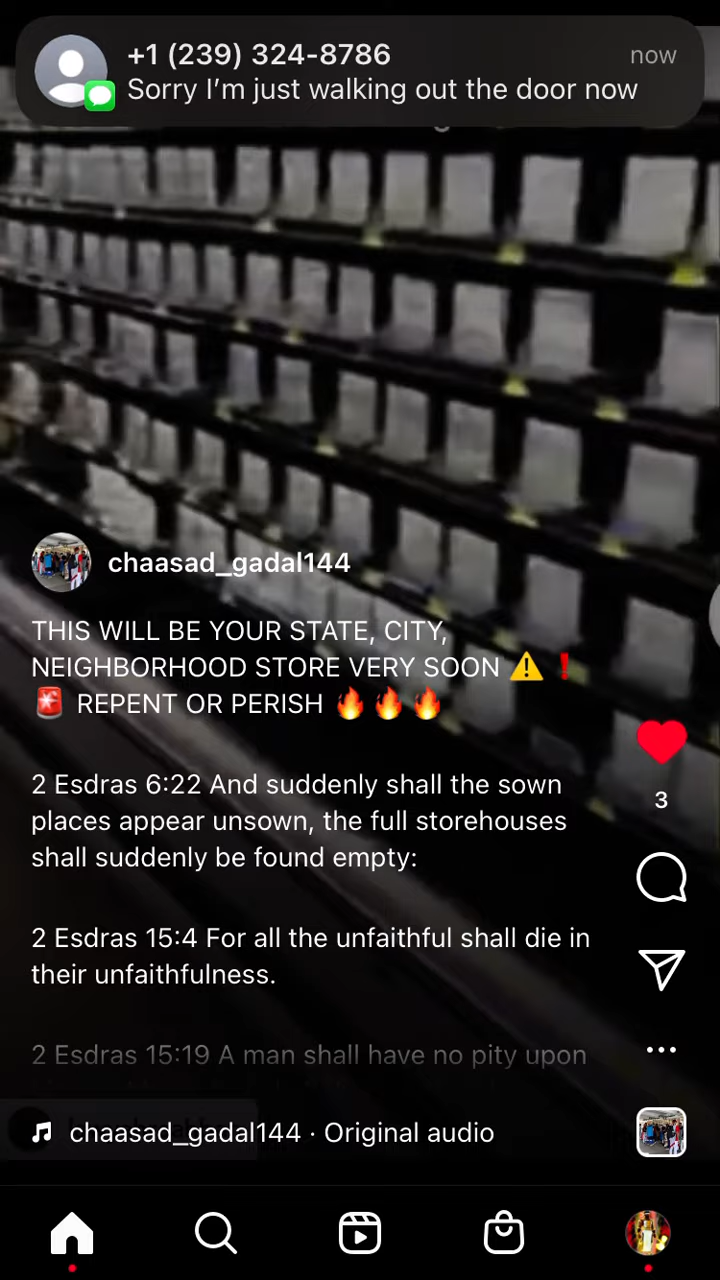 +1 (239) 324-8786
now
Sorry I’m just walking out the door now
chaasad_gadal144
THIS WILL BE YOUR STATE, CITY,
NEIGHBORHOOD STORE VERY SOON ⚠️❗
🚨 REPENT OR PERISH 🔥🔥🔥
2 Esdras 6:22 And suddenly shall the sown
places appear unsown, the full storehouses
shall suddenly be found empty:
3
2 Esdras 15:4 For all the unfaithful shall die in
their unfaithfulness.
2 Esdras 15:19 A man shall have no pity upon
chaasad_gadal144 · Original audio